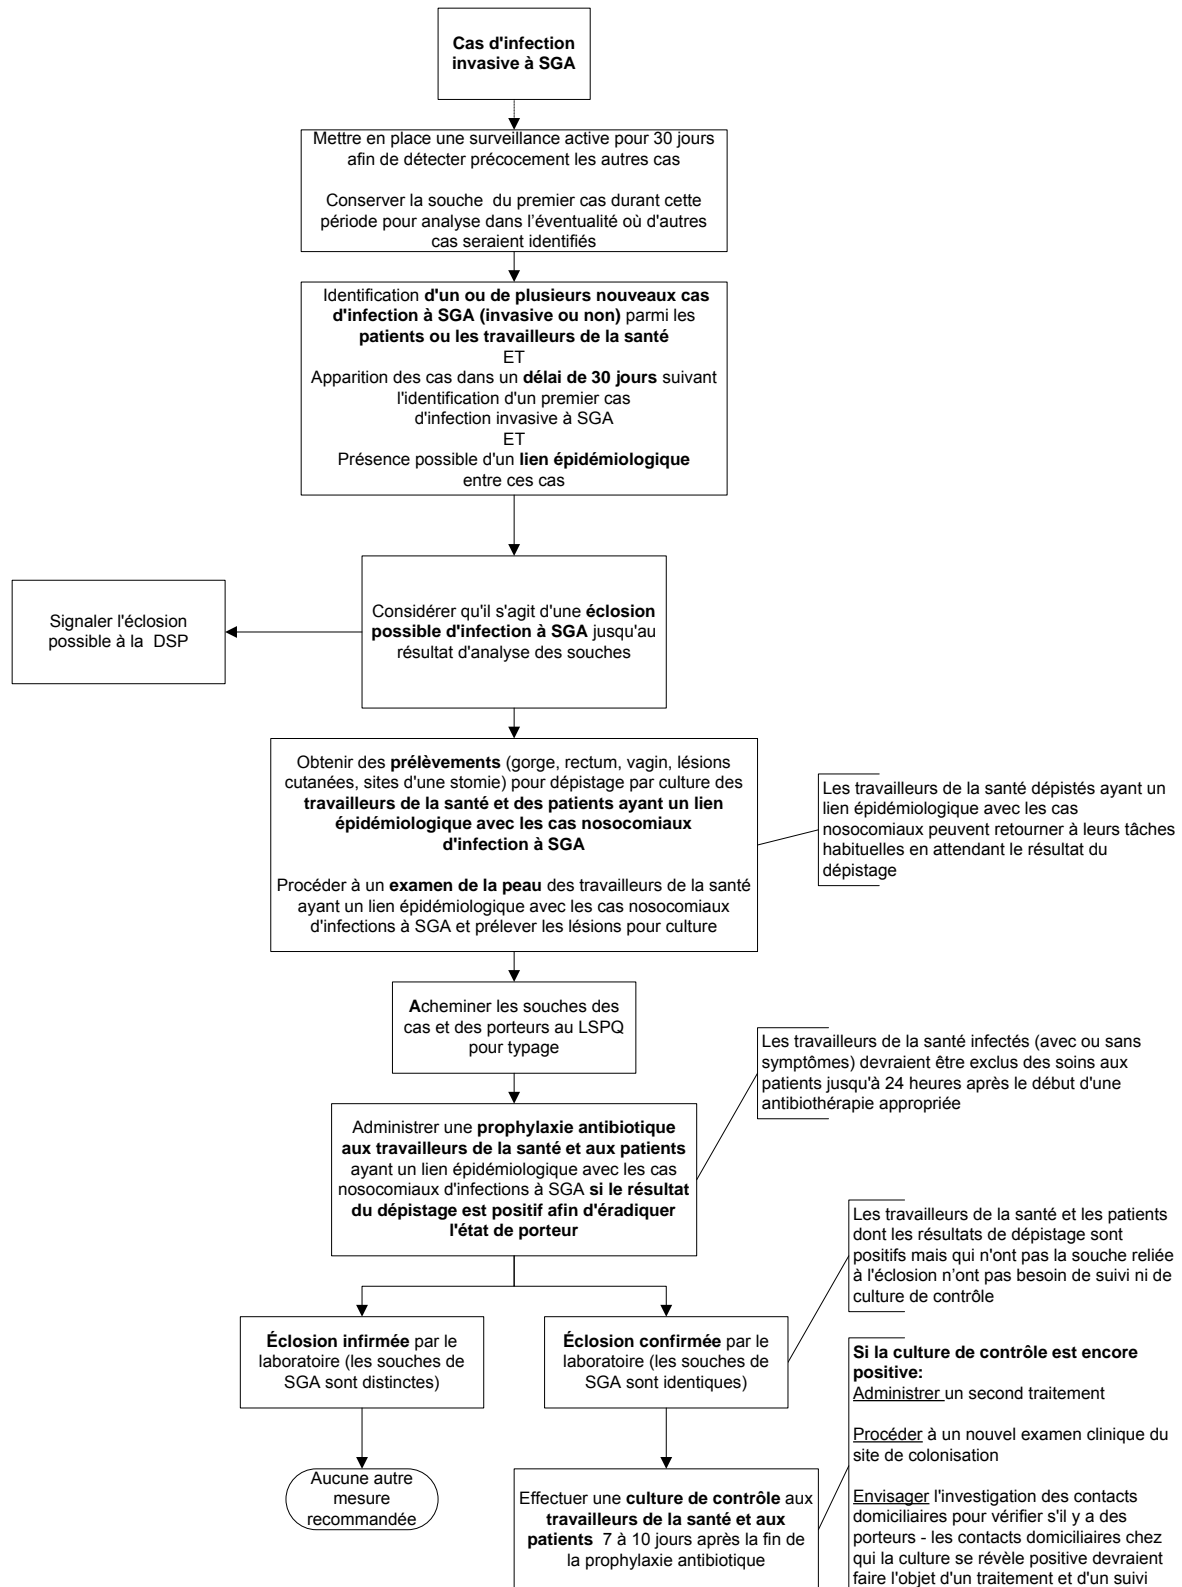 Cas d'infection
invasive à SGA
Mettre en place une surveillance active pour 30 jours
afin de détecter précocement les autres cas
Conserver la souche du premier cas durant cette
période pour analyse dans l'éventualité où d'autres
cas seraient identifiés
Identification d'un ou de plusieurs nouveaux cas
d'infection à SGA (invasive ou non) parmi les
patients ou les travailleurs de la santé
ET
Apparition des cas dans un délai de 30 jours suivant
l'identification d'un premier cas
d'infection invasive à SGA
ET
Présence possible d'un lien épidémiologique
entre ces cas
Signaler l'éclosion
possible à la DSP
Considérer qu'il s'agit d'une éclosion
possible d'infection à SGA jusqu'au
résultat d'analyse des souches
Obtenir des prélèvements (gorge, rectum, vagin, lésions
cutanées, sites d'une stomie) pour dépistage par culture des
travailleurs de la santé et des patients ayant un lien
épidémiologique avec les cas nosocomiaux
d'infection à SGA
Procéder à un examen de la peau des travailleurs de la santé
ayant un lien épidémiologique avec les cas nosocomiaux
d'infections à SGA et prélever les lésions pour culture
Les travailleurs de la santé dépistés ayant un
lien épidémiologique avec les cas
nosocomiaux peuvent retourner à leurs tâches
habituelles en attendant le résultat du
dépistage
Acheminer les souches des
cas et des porteurs au LSPQ
pour typage
Les travailleurs de la santé infectés (avec ou sans
symptômes) devraient être exclus des soins aux
patients jusqu'à 24 heures après le début d'une
antibiothérapie appropriée
Administrer une prophylaxie antibiotique
aux travailleurs de la santé et aux patients
ayant un lien épidémiologique avec les cas
nosocomiaux d'infections à SGA si le résultat
du dépistage est positif afin d'éradiquer
l'état de porteur
Les travailleurs de la santé et les patients
dont les résultats de dépistage sont
positifs mais qui n'ont pas la souche reliée
à l'éclosion n'ont pas besoin de suivi ni de
culture de contrôle
Éclosion infirmée par le
laboratoire (les souches de
SGA sont distinctes)
Éclosion confirmée par le
laboratoire (les souches de
SGA sont identiques)
Aucune autre
mesure
recommandée
Effectuer une culture de contrôle aux
travailleurs de la santé et aux
patients 7 à 10 jours après la fin de
la prophylaxie antibiotique
Si la culture de contrôle est encore
positive:
Administrer un second traitement
Procéder à un nouvel examen clinique du
site de colonisation
Envisager l'investigation des contacts
domiciliaires pour vérifier s'il y a des
porteurs - les contacts domiciliaires chez
qui la culture se révèle positive devraient
faire l'objet d'un traitement et d'un suivi